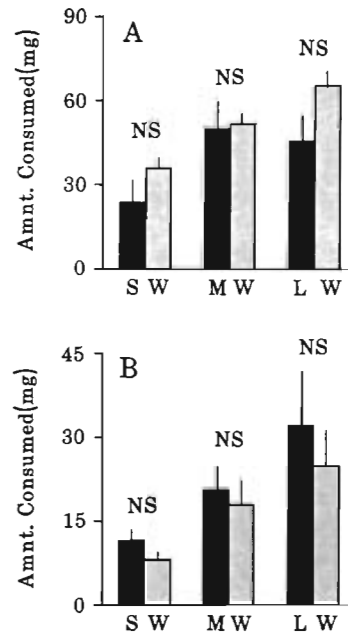 A
Amnt. Consumed(mg)
90
60
30
0
NS
NS
NS
S W
M W
L W
B
Amnt. Consumed(mg)
45
30
15
0
NS
NS
NS
S W
M W
L W